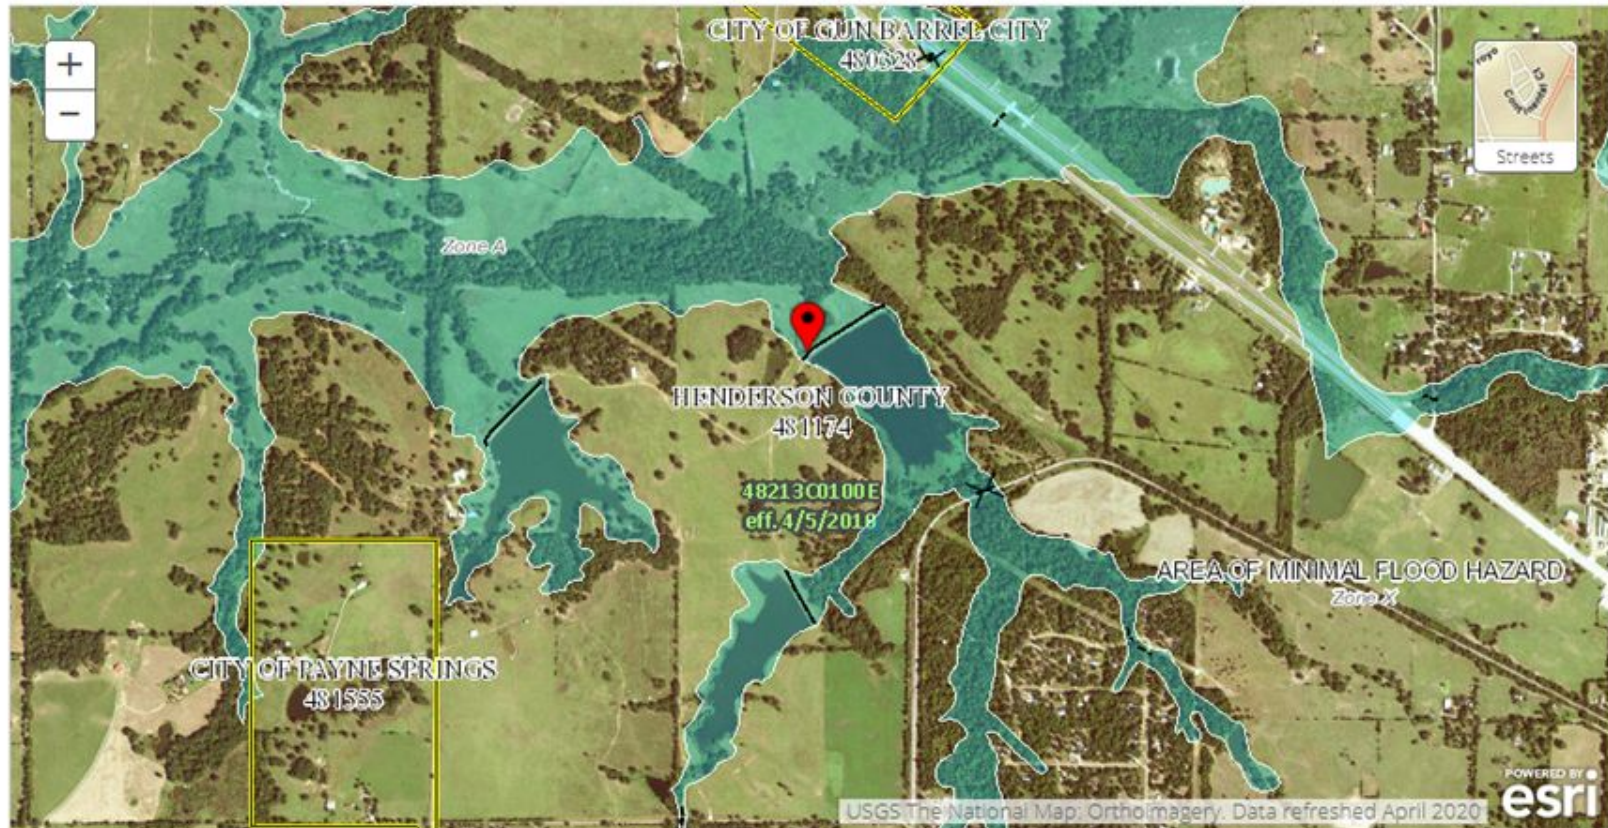 CITY OF GUN BARREL CITY
480328
+
−
Streets
Zone A
HENDERSON COUNTY
481174
48213C0100E
eff. 4/5/2018
AREA OF MINIMAL FLOOD HAZARD
Zone X
CITY OF PAYNE SPRINGS
481555
POWERED BY
esri
USGS The National Map: Orthoimagery. Data refreshed April 2020